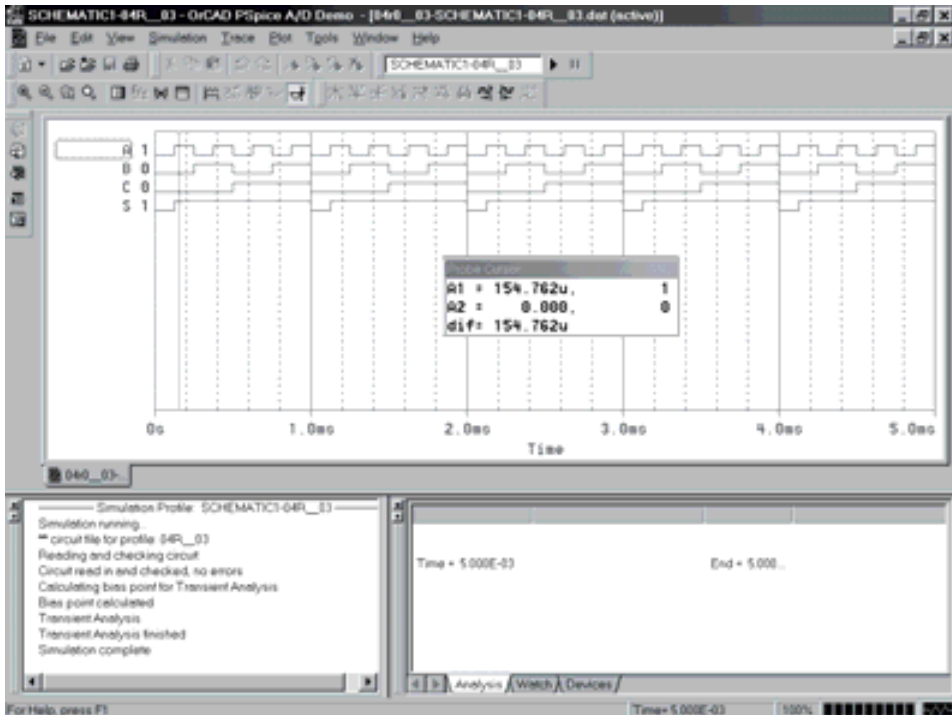 SCHEMATIC1-04R__03 - OrCAD PSpice A/D Demo - [04r0__03-SCHEMATIC1-04R__03.dat (active)]
File Edit View Simulation Trace Plot Tools Window Help
SCHEMATIC1-04R__03
A 1
B 0
C 0
S 1
Probe Cursor
A1 = 154.762u, 1
A2 = 0.000, 0
dif= 154.762u
0s 1.0ms 2.0ms 3.0ms 4.0ms 5.0ms
Time
04r0__03-...
Simulation Profile: SCHEMATIC1-04R__03
Simulation running...
** circuit file for profile: 04R__03
Reading and checking circuit
Circuit read in and checked, no errors
Calculating bias point for Transient Analysis
Bias point calculated
Transient Analysis
Transient Analysis finished
Simulation complete
Time = 5.000E-03 End = 5.000...
Analysis Watch Devices
For Help, press F1 Time= 5.000E-03 100%